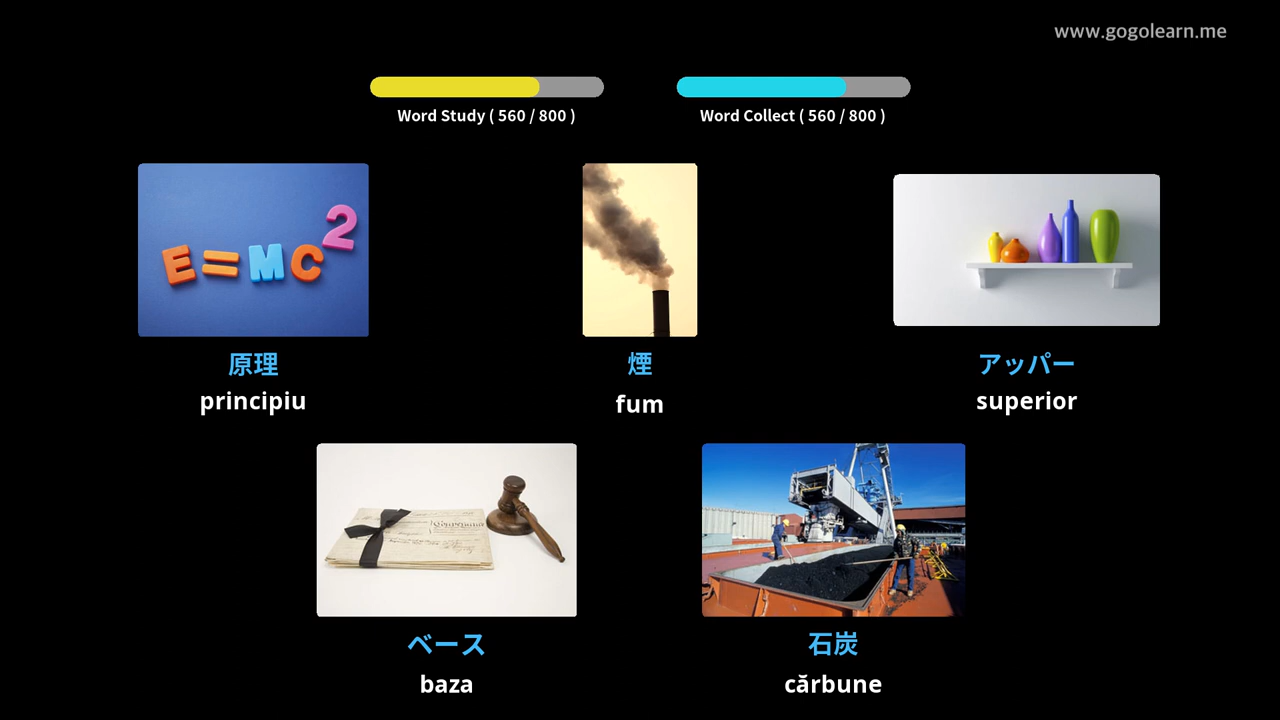 www.gogolearn.me
Word Study ( 560 / 800 )
Word Collect ( 560 / 800 )
E=MC2
原理
principiu
煙
fum
アッパー
superior
ベース
baza
石炭
cărbune